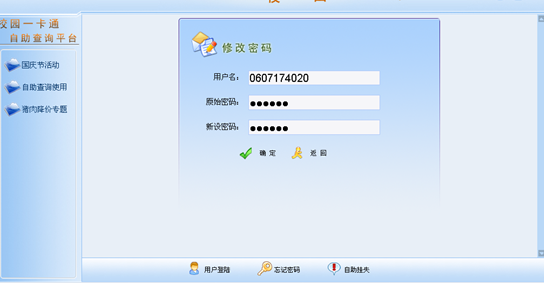 校园一卡通
自助查询平台
国庆节活动
自助查询使用
猪肉降价专题
修改密码
用户名：
0607174020
原始密码：
●●●●●●
新设密码：
●●●●●●
确 定
返 回
用户登陆
忘记密码
自助挂失